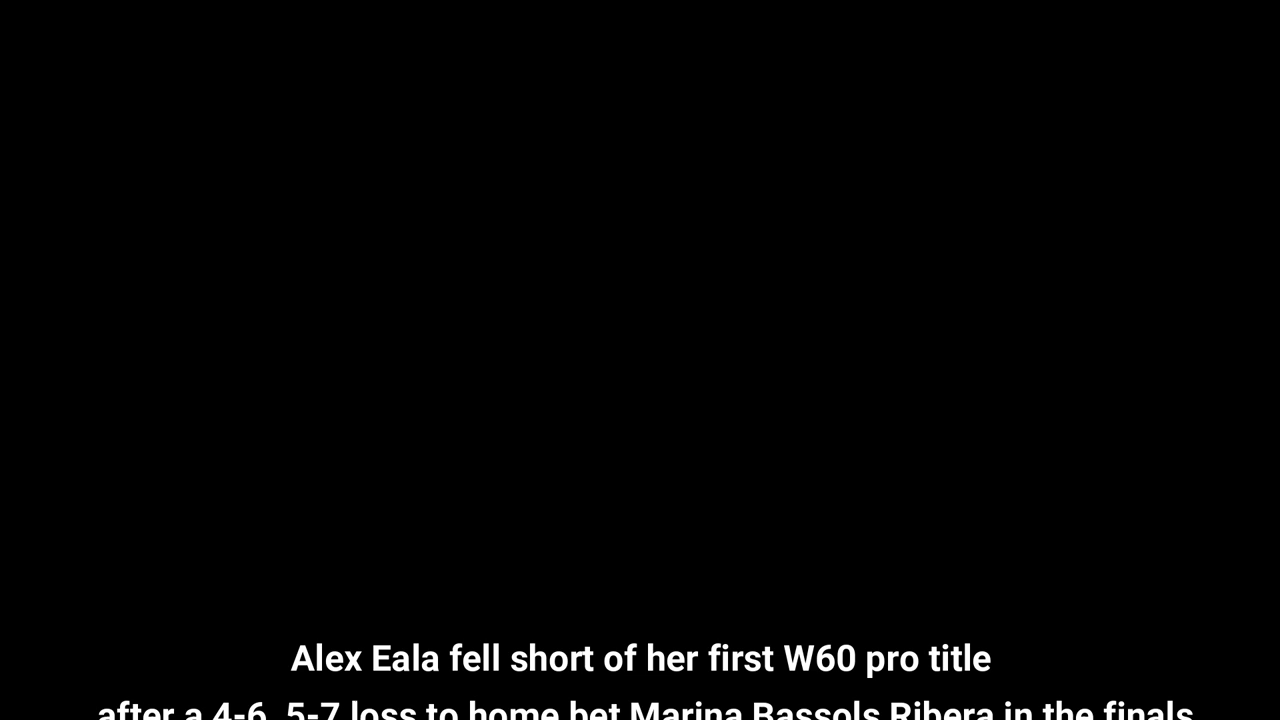 Alex Eala fell short of her first W60 pro title
after a 4-6, 5-7 loss to home bet Marina Bassols Ribera in the finals